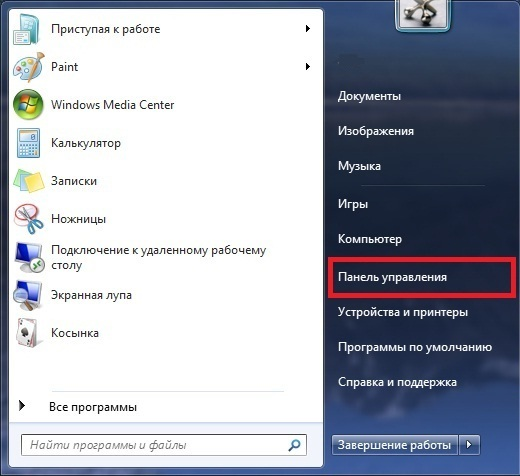 Приступая к работе
Paint
Windows Media Center
Калькулятор
Записки
Ножницы
Подключение к удаленному рабочему
столу
Экранная лупа
Косынка
Все программы
Найти программы и файлы
Документы
Изображения
Музыка
Игры
Компьютер
Панель управления
Устройства и принтеры
Программы по умолчанию
Справка и поддержка
Завершение работы